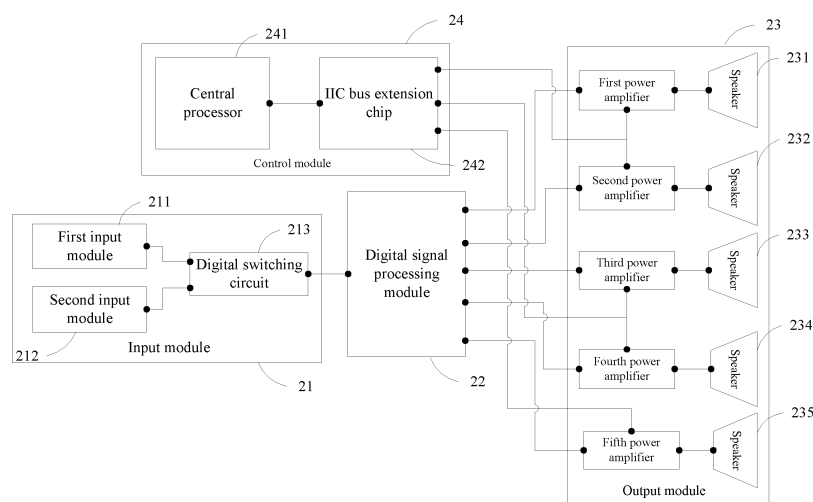 241
24
23
Central
processor
IIC bus extension
chip
Control module
242
First power
amplifier
Speaker
231
Second power
amplifier
Speaker
232
Third power
amplifier
Speaker
233
Fourth power
amplifier
Speaker
234
Fifth power
amplifier
Speaker
235
Output module
211
First input
module
213
Digital switching
circuit
Second input
module
212
Input module
21
Digital signal
processing
module
22